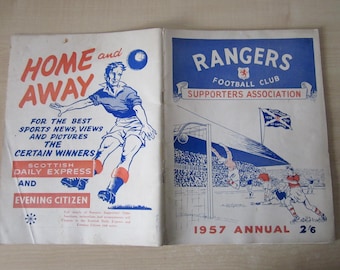 HOME and
AWAY
FOR THE BEST
SPORTS NEWS, VIEWS
AND PICTURES
THE
CERTAIN WINNERS
SCOTTISH
DAILY EXPRESS
AND
EVENING CITIZEN
RANGERS
FOOTBALL CLUB
SUPPORTERS ASSOCIATION
1957 ANNUAL 2/6